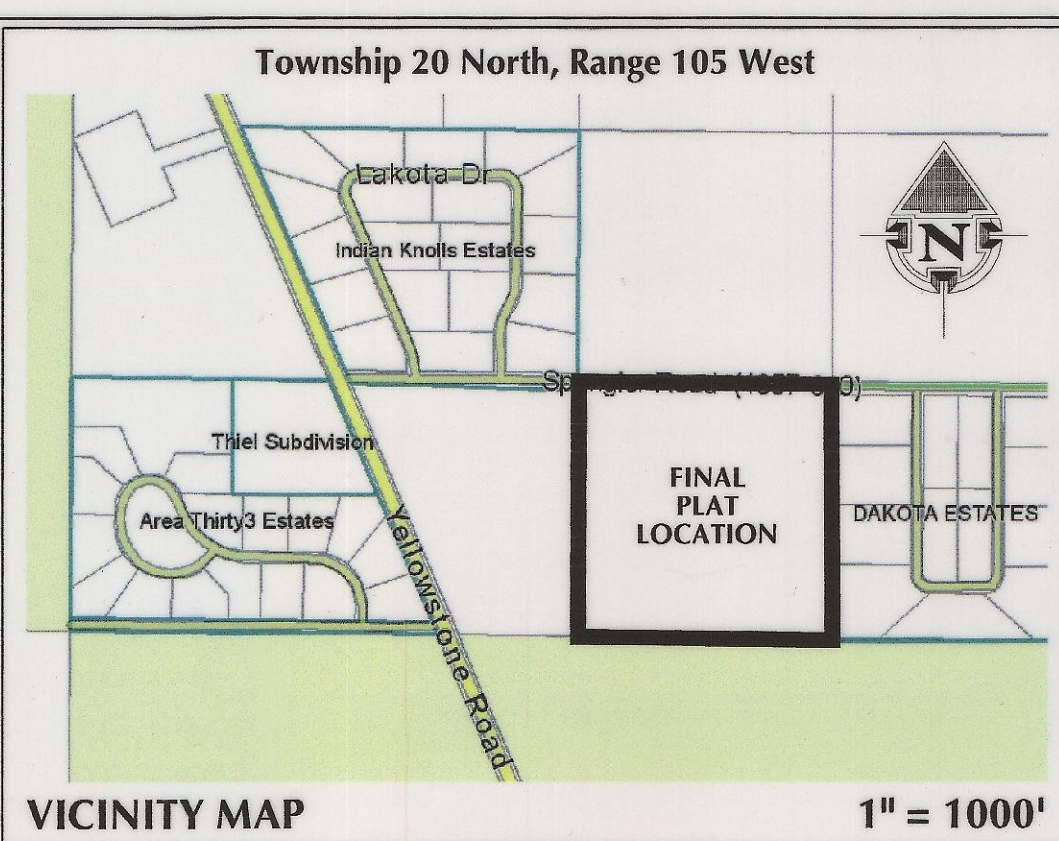 Township 20 North, Range 105 West
Lakota Dr
Indian Knolls Estates
N
Thiel Subdivision
Area Thirty3 Estates
Yellowstone Road
FINAL
PLAT
LOCATION
DAKOTA ESTATES
VICINITY MAP
1" = 1000'